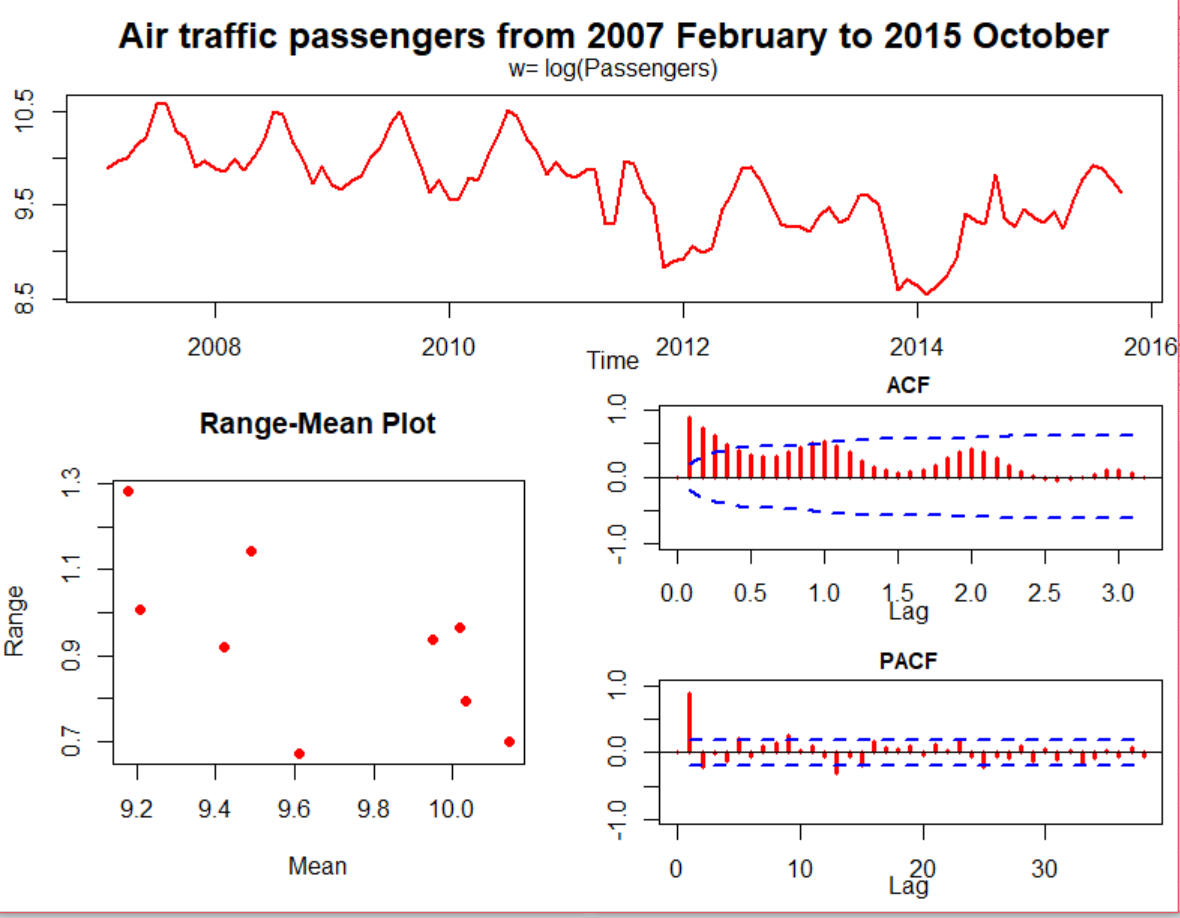 Air traffic passengers from 2007 February to 2015 October
w= log(Passengers)
10.5
9.5
8.5
2008 2010 2012 2014 2016
Time
Range-Mean Plot
1.3
1.1
0.9
0.7
Range
9.2 9.4 9.6 9.8 10.0
Mean
ACF
1.0
0.0
-1.0
0.0 0.5 1.0 1.5 2.0 2.5 3.0
Lag
PACF
1.0
0.0
-1.0
0 10 20 30
Lag